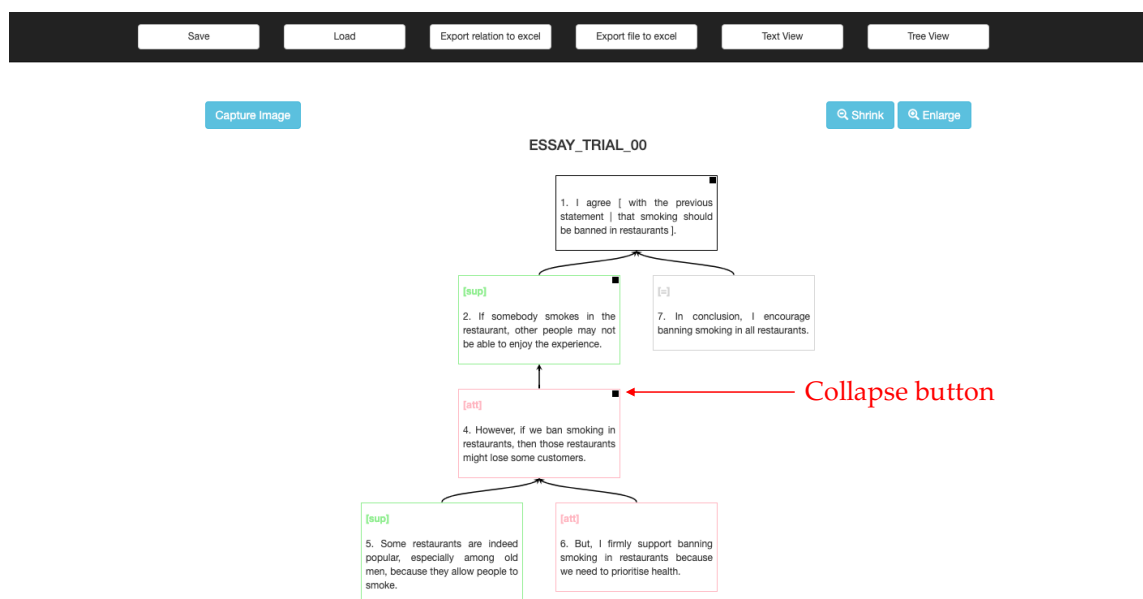 Save Load Export relation to excel Export file to excel Text View Tree View
Capture Image Shrink Enlarge
ESSAY_TRIAL_00
1. I agree [ with the previous
statement | that smoking should
be banned in restaurants ].
[sup]
2. If somebody smokes in the
restaurant, other people may not
be able to enjoy the experience.
[=]
7. In conclusion, I encourage
banning smoking in all restaurants.
[att]
4. However, if we ban smoking in
restaurants, then those restaurants
might lose some customers.
Collapse button
[sup]
5. Some restaurants are indeed
popular, especially among old
men, because they allow people to
smoke.
[att]
6. But, I firmly support banning
smoking in restaurants because
we need to prioritise health.